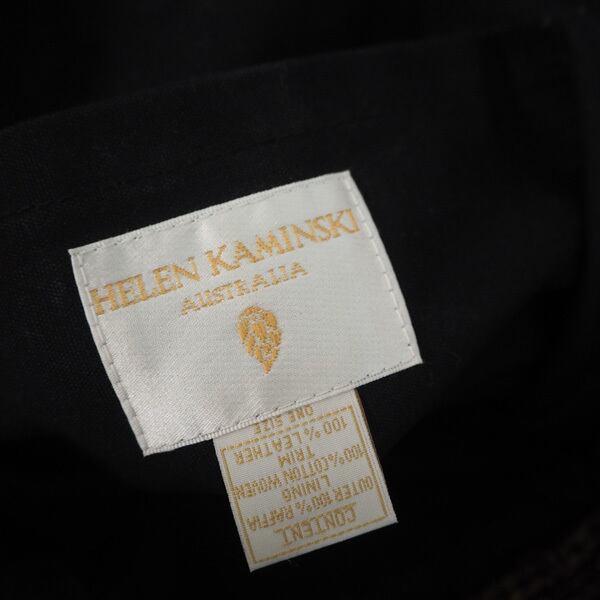 HELEN KAMINSKI
AUSTRALIA
CONTENT
OUTER 100% RAFFIA
LINING
100% COTTON WOVEN
TRIM
100% LEATHER
ONE SIZE